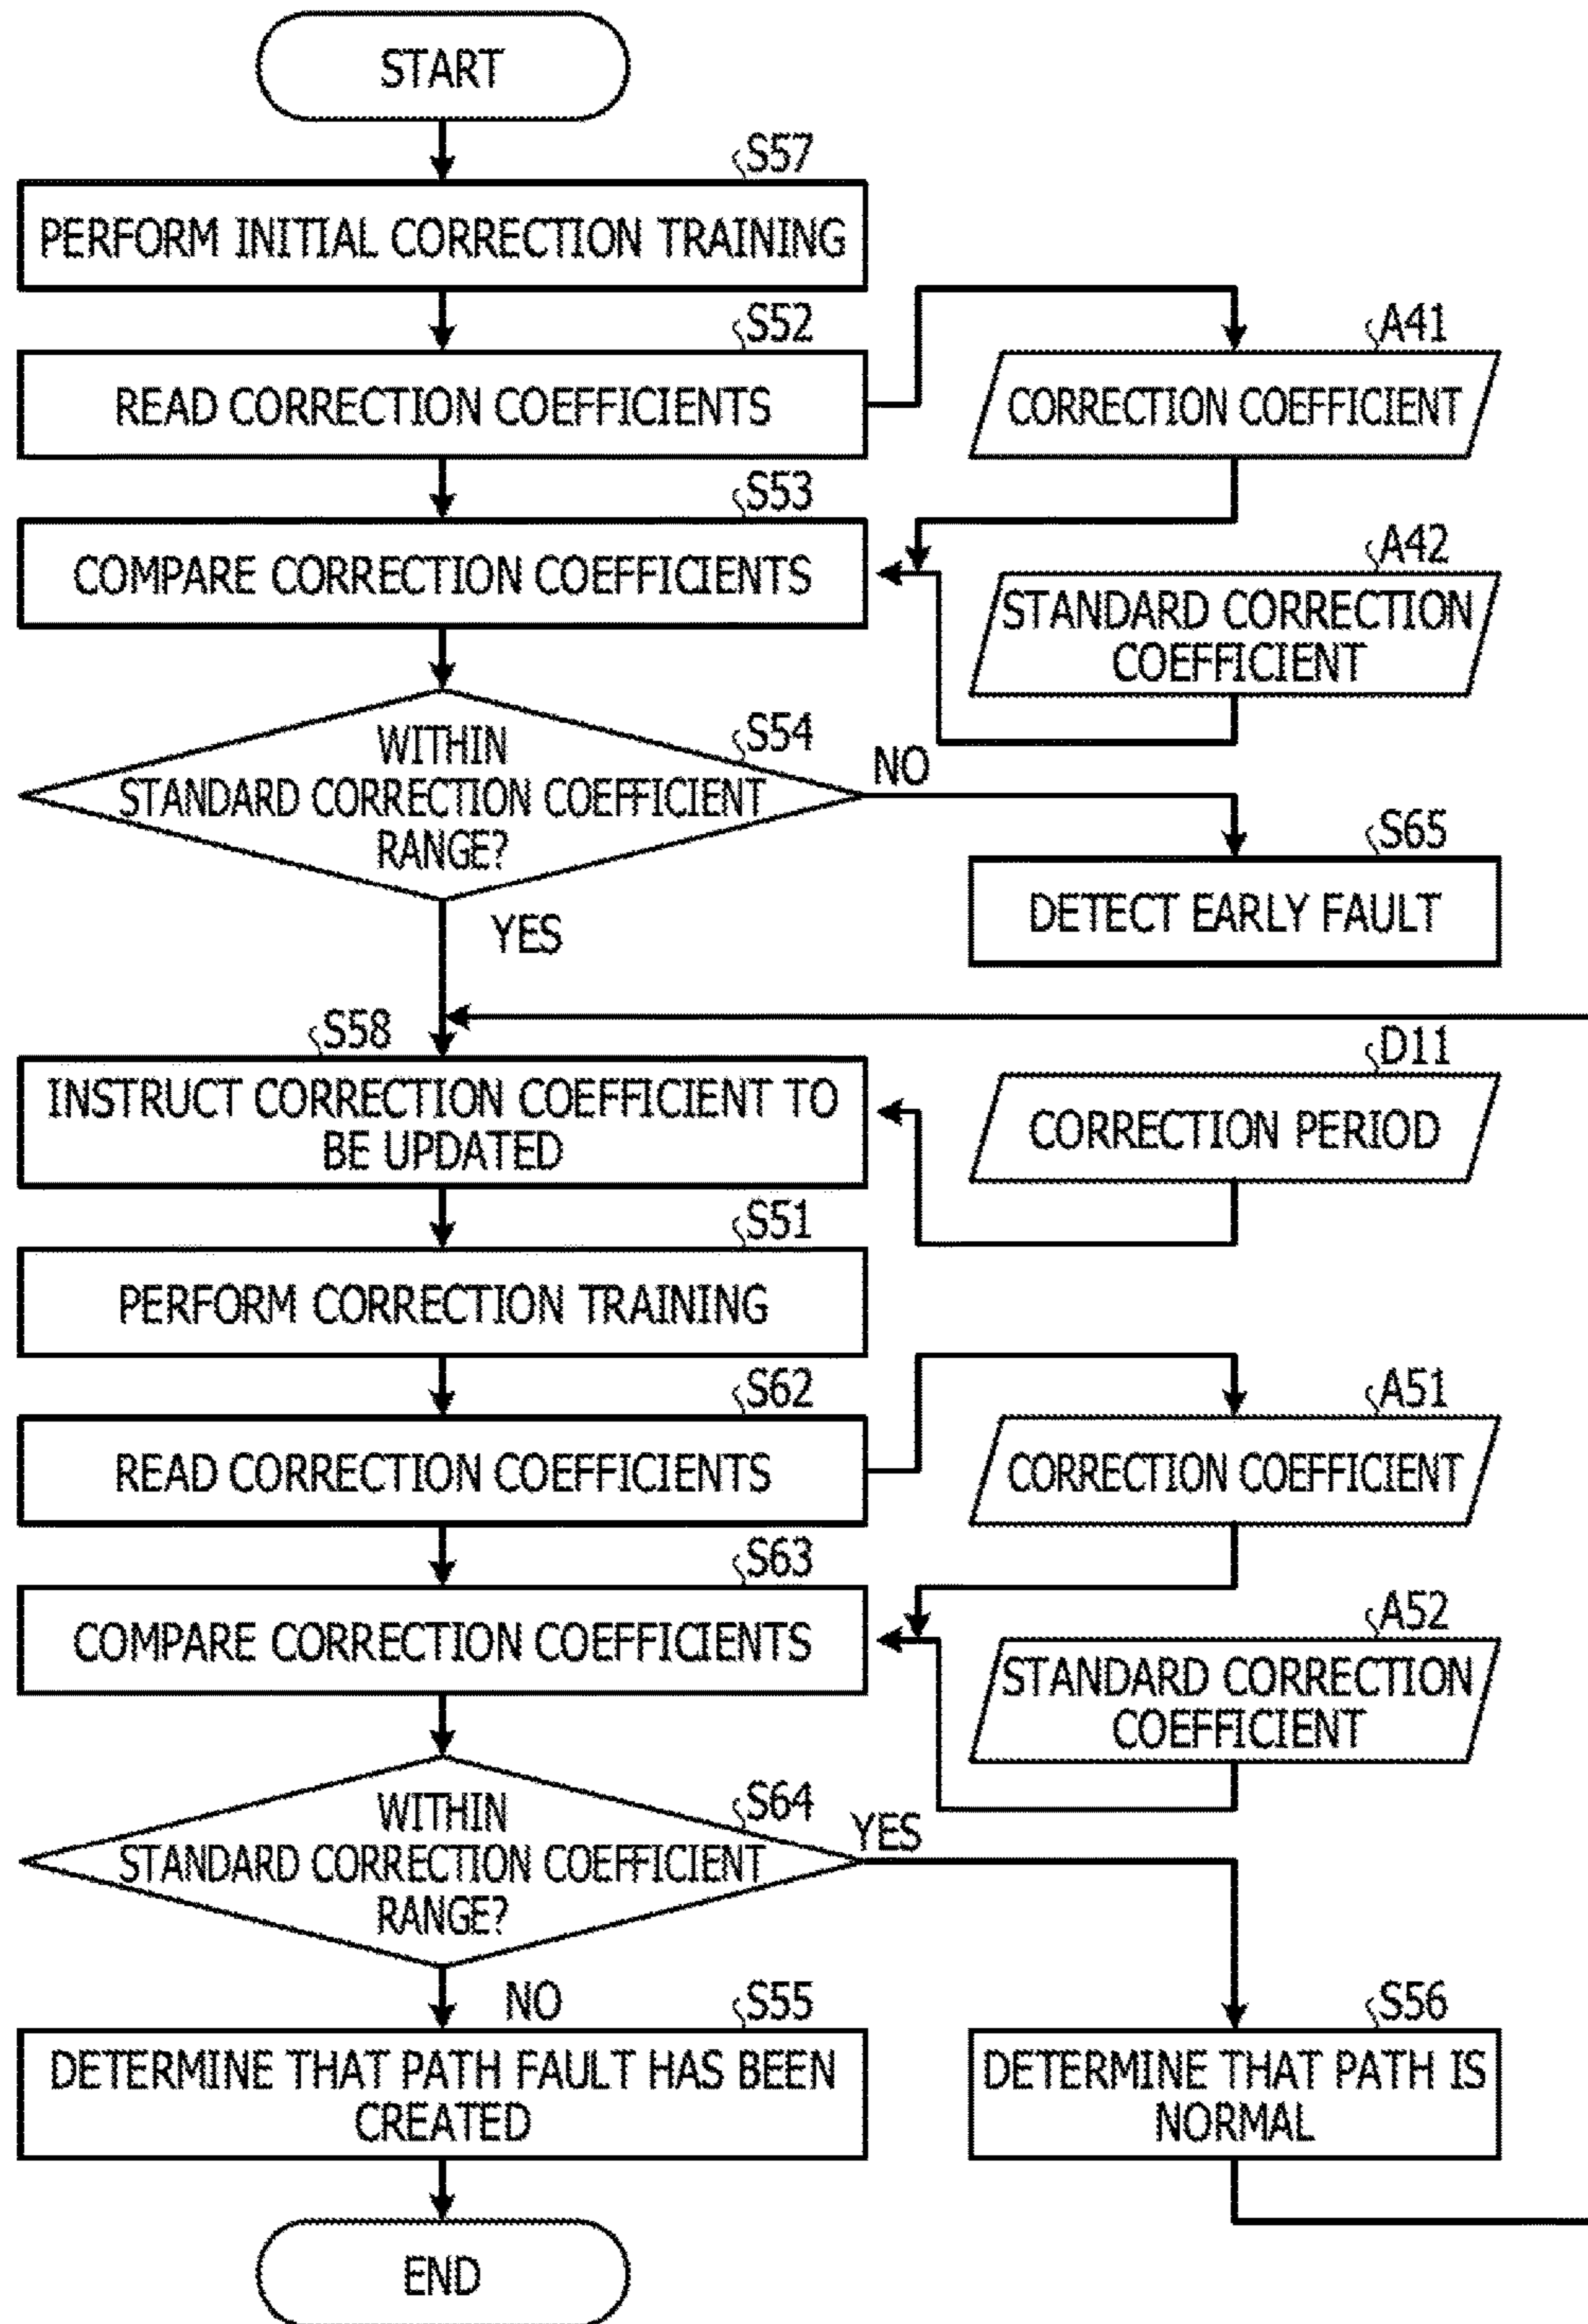 START
S57
PERFORM INITIAL CORRECTION TRAINING
S52
READ CORRECTION COEFFICIENTS
A41
CORRECTION COEFFICIENT
S53
COMPARE CORRECTION COEFFICIENTS
A42
STANDARD CORRECTION
COEFFICIENT
S54
WITHIN
STANDARD CORRECTION COEFFICIENT
RANGE?
NO
S65
DETECT EARLY FAULT
YES
S58
INSTRUCT CORRECTION COEFFICIENT TO
BE UPDATED
D11
CORRECTION PERIOD
S51
PERFORM CORRECTION TRAINING
S62
READ CORRECTION COEFFICIENTS
A51
CORRECTION COEFFICIENT
S63
COMPARE CORRECTION COEFFICIENTS
A52
STANDARD CORRECTION
COEFFICIENT
S64
WITHIN
STANDARD CORRECTION COEFFICIENT
RANGE?
YES
NO
S55
DETERMINE THAT PATH FAULT HAS BEEN
CREATED
S56
DETERMINE THAT PATH IS
NORMAL
END